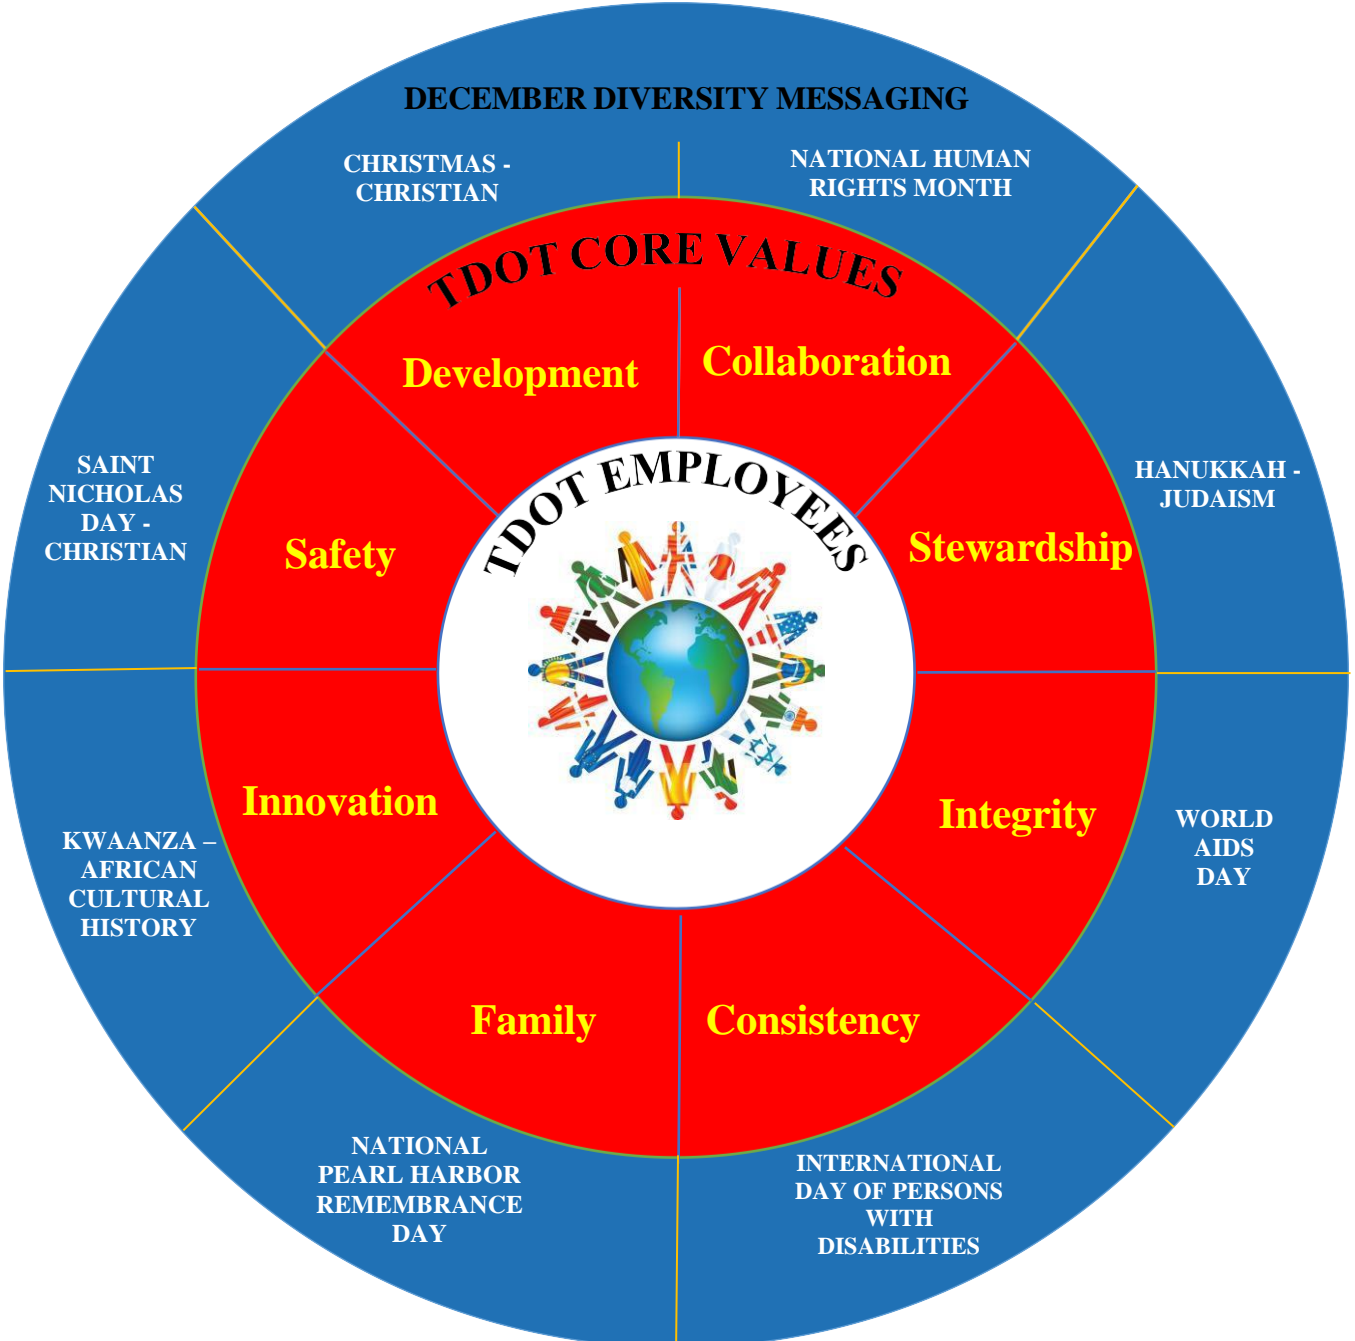 DECEMBER DIVERSITY MESSAGING
CHRISTMAS -
CHRISTIAN
NATIONAL HUMAN
RIGHTS MONTH
HANUKKAH -
JUDAISM
WORLD
AIDS
DAY
INTERNATIONAL
DAY OF PERSONS
WITH
DISABILITIES
NATIONAL
PEARL HARBOR
REMEMBRANCE
DAY
KWAANZA –
AFRICAN
CULTURAL
HISTORY
SAINT
NICHOLAS
DAY -
CHRISTIAN
TDOT CORE VALUES
Development
Collaboration
Stewardship
Integrity
Consistency
Family
Innovation
Safety
TDOT EMPLOYEES